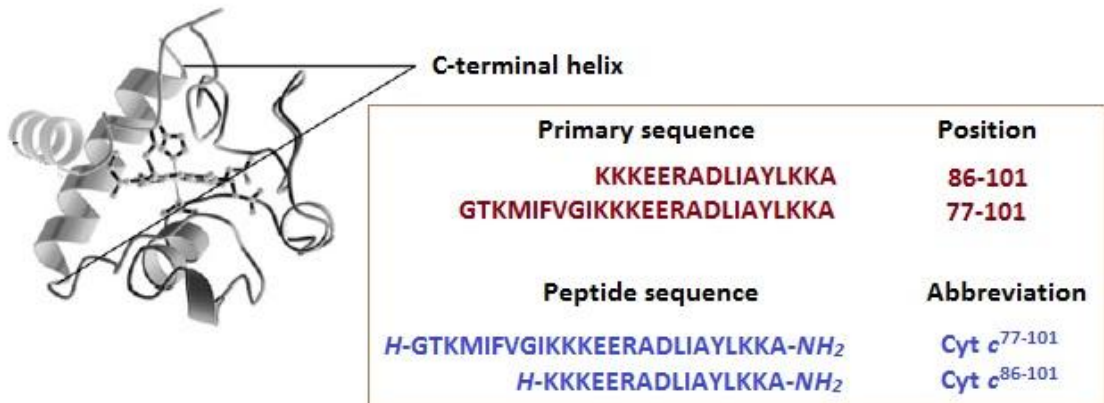 C-terminal helix
Primary sequence Position
KKKEERADLIAYLKKA 86-101
GTKMIFVGIKKKEERADLIAYLKKA 77-101
Peptide sequence Abbreviation
H-GTKMIFVGIKKKEERADLIAYLKKA-NH₂ Cyt c⁷⁷⁻¹⁰¹
H-KKKEERADLIAYLKKA-NH₂ Cyt c⁸⁶⁻¹⁰¹